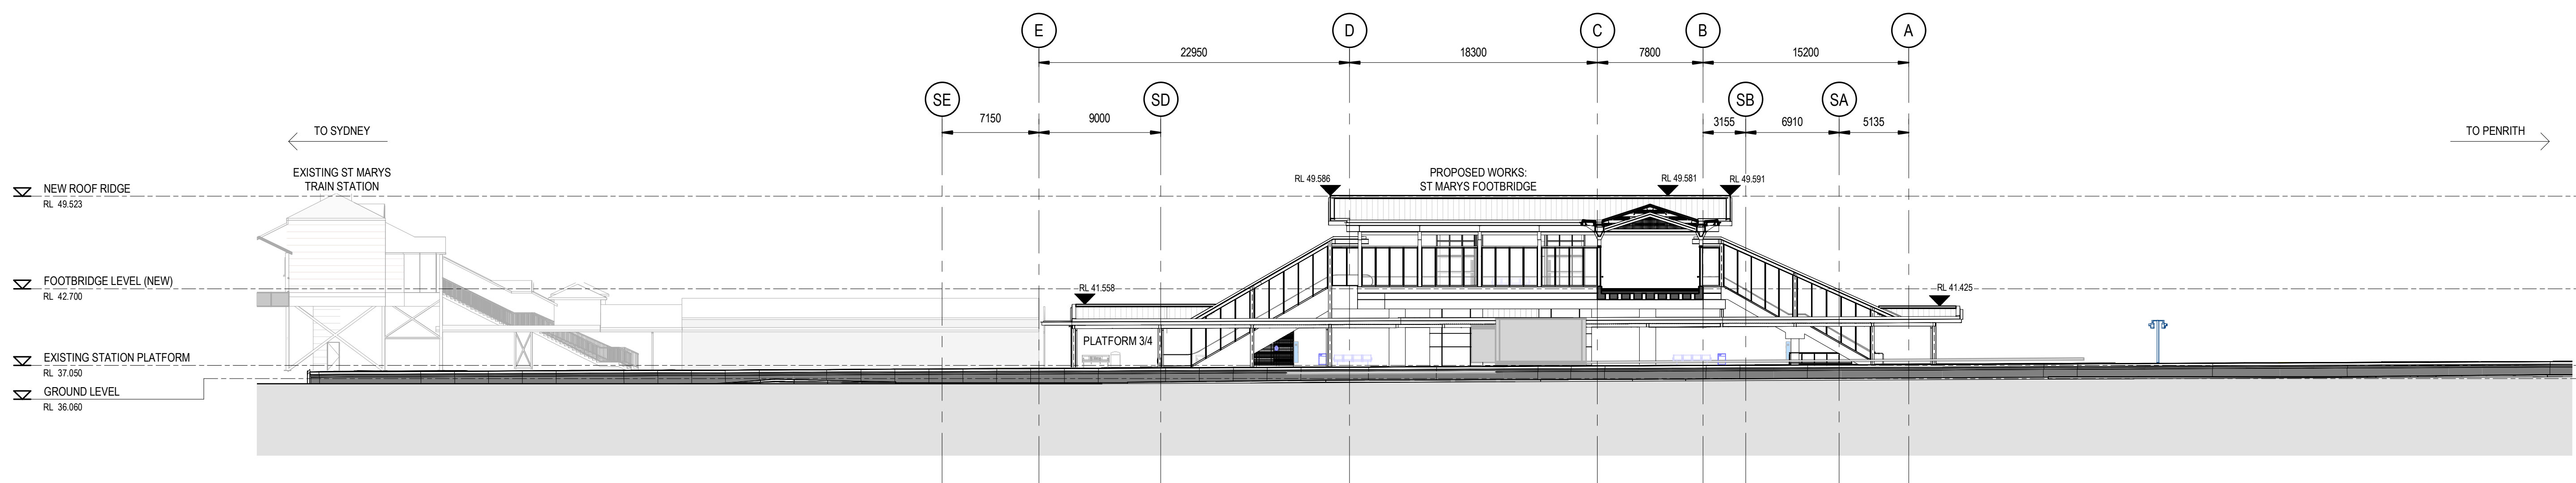 E
D
C
B
A
22950
18300
7800
15200
SE
SD
SB
SA
7150
9000
3155
6910
5135
TO SYDNEY
TO PENRITH
EXISTING ST MARYS
TRAIN STATION
PROPOSED WORKS:
ST MARYS FOOTBRIDGE
RL 49.586
RL 49.581
RL 49.591
NEW ROOF RIDGE
RL 49.523
FOOTBRIDGE LEVEL (NEW)
RL 42.700
RL 41.558
RL 41.425
PLATFORM 3/4
EXISTING STATION PLATFORM
RL 37.050
GROUND LEVEL
RL 36.060